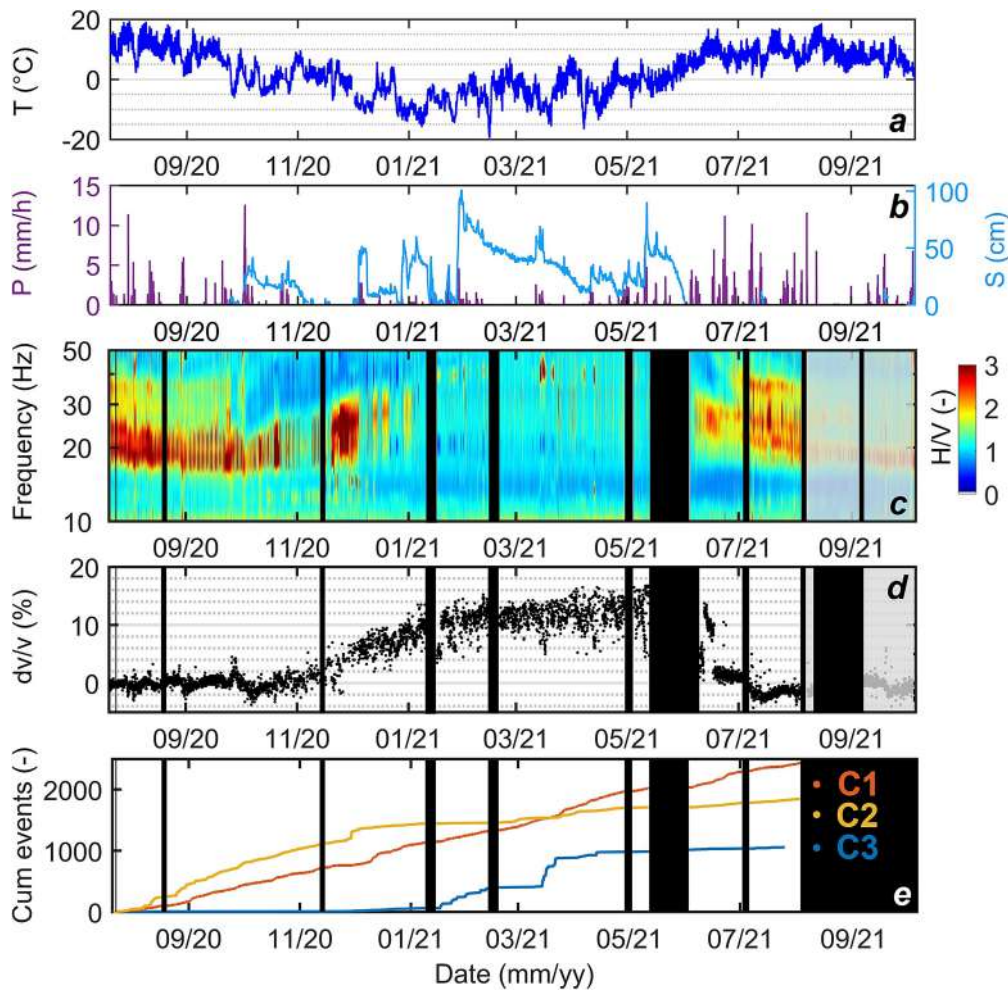 T (°C)
20
0
-20
a
09/20 11/20 01/21 03/21 05/21 07/21 09/21
P (mm/h)
15
10
5
0
b
100
50
0
S (cm)
09/20 11/20 01/21 03/21 05/21 07/21 09/21
Frequency (Hz)
50
30
20
10
c
3
2
1
0
H/V (-)
09/20 11/20 01/21 03/21 05/21 07/21 09/21
dv/v (%)
20
10
0
d
09/20 11/20 01/21 03/21 05/21 07/21 09/21
Cum events (-)
2000
1000
0
C1
C2
C3
e
09/20 11/20 01/21 03/21 05/21 07/21 09/21
Date (mm/yy)